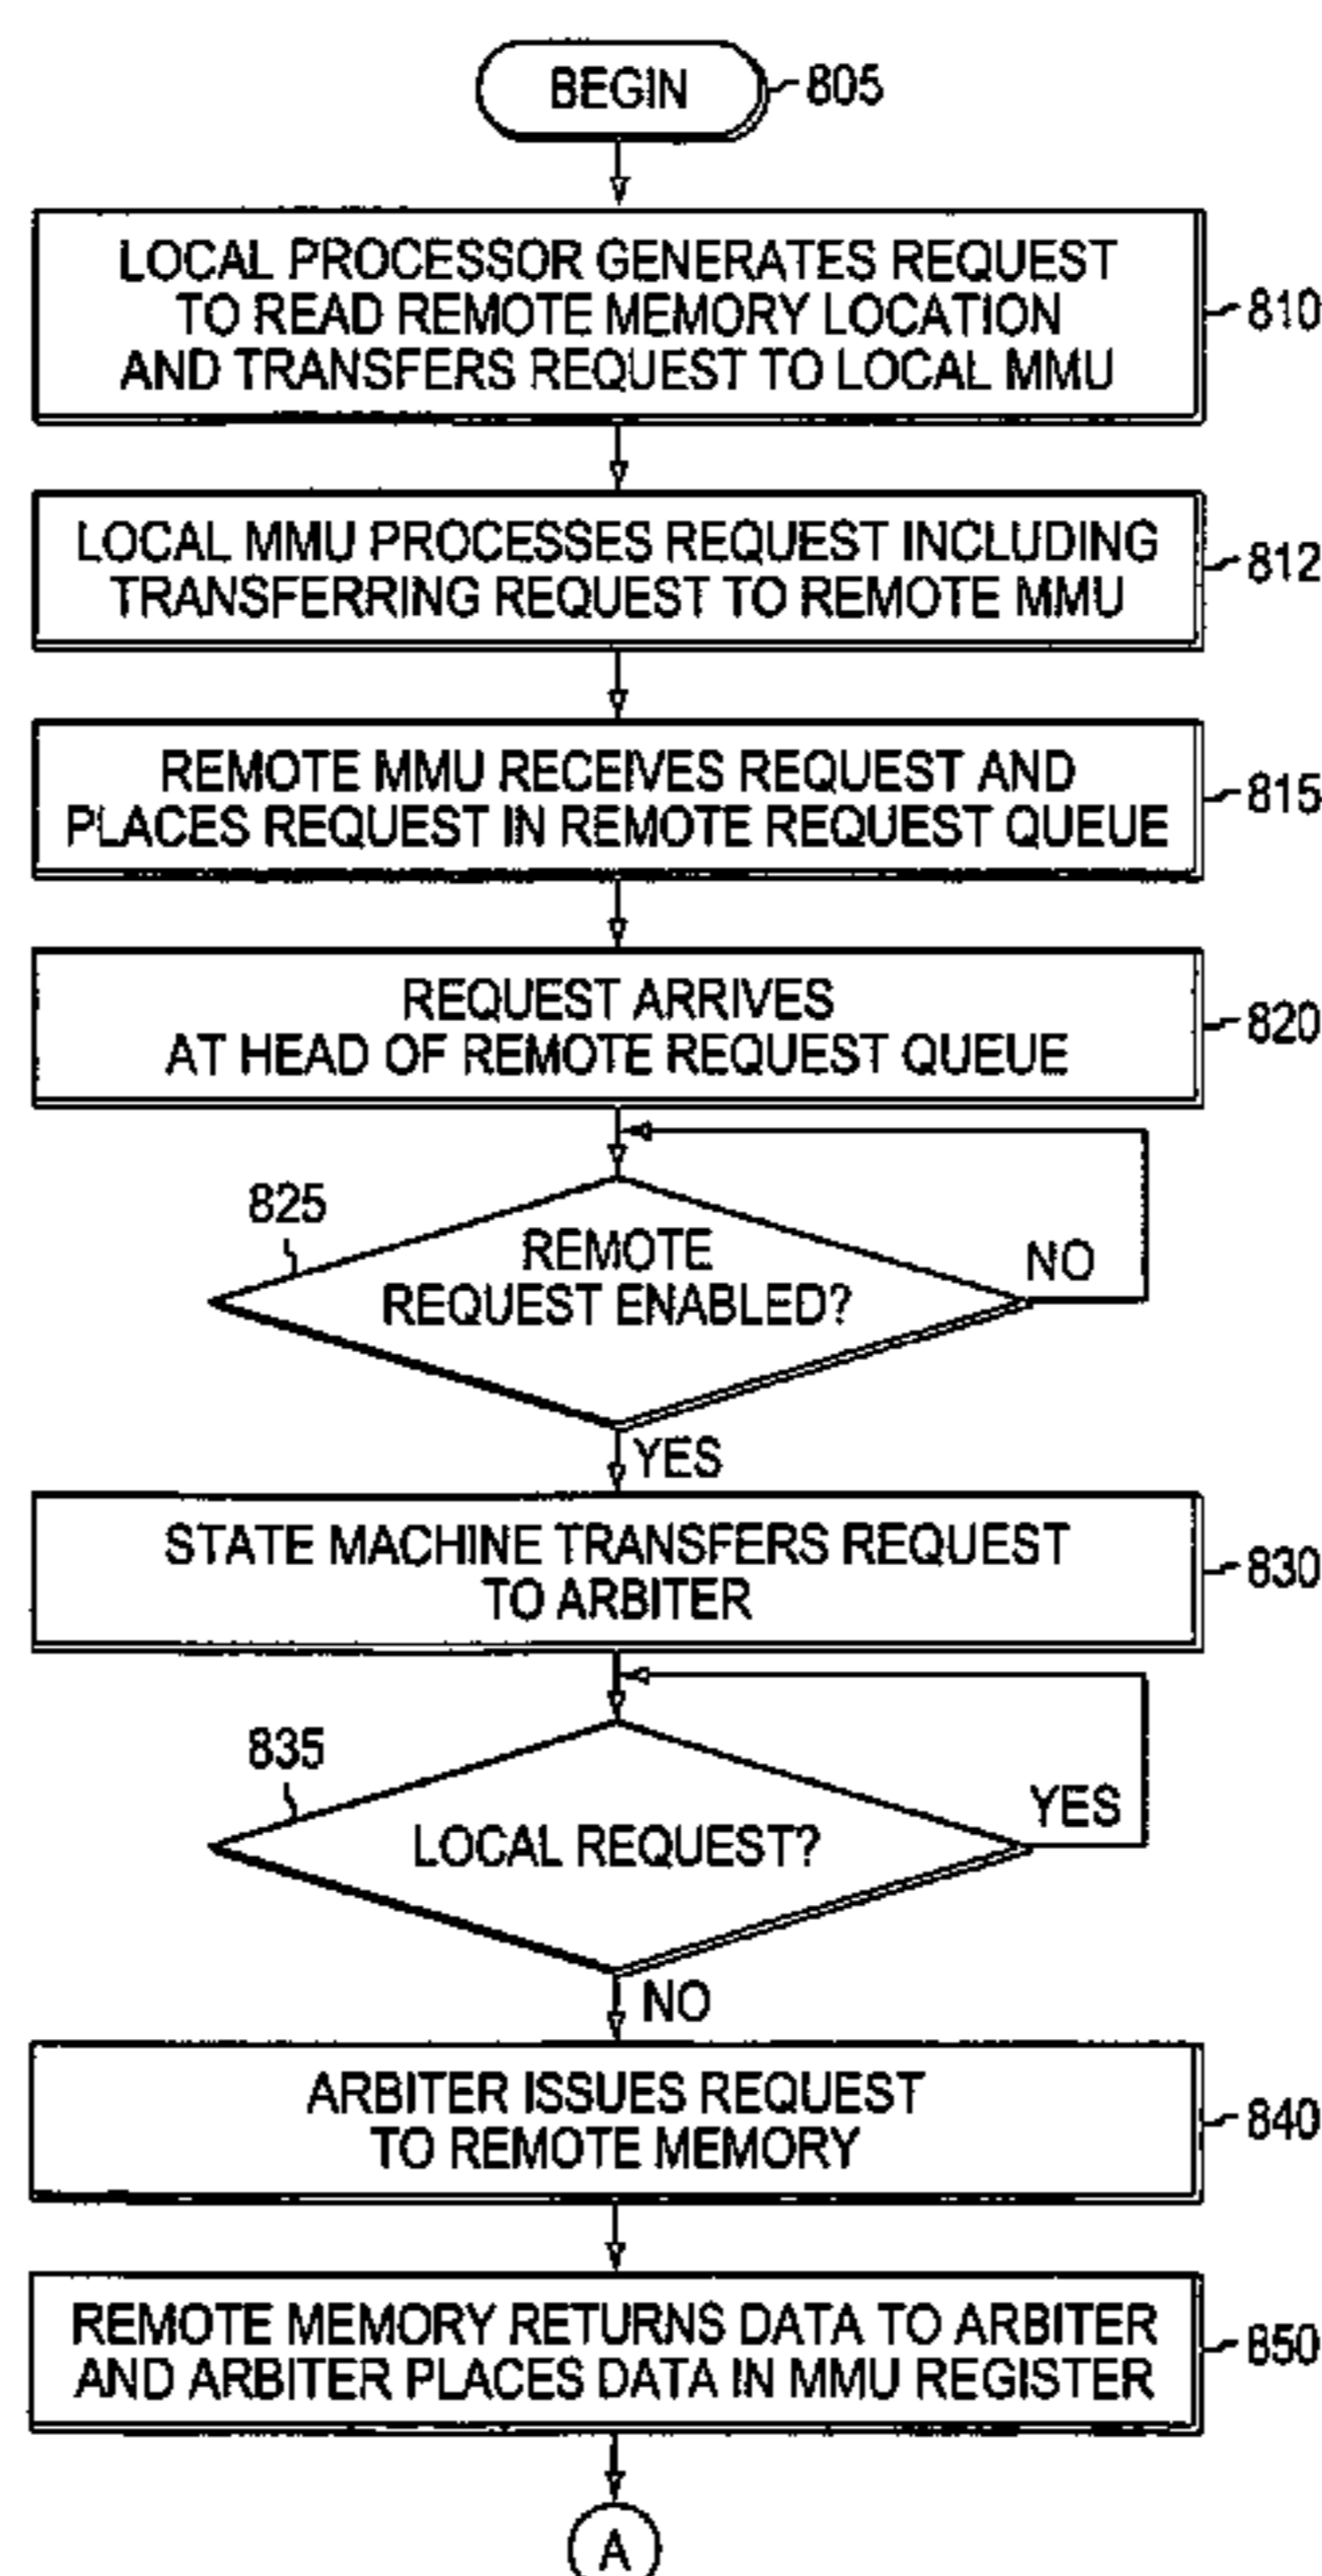 BEGIN
805
LOCAL PROCESSOR GENERATES REQUEST
TO READ REMOTE MEMORY LOCATION
AND TRANSFERS REQUEST TO LOCAL MMU
810
LOCAL MMU PROCESSES REQUEST INCLUDING
TRANSFERRING REQUEST TO REMOTE MMU
812
REMOTE MMU RECEIVES REQUEST AND
PLACES REQUEST IN REMOTE REQUEST QUEUE
815
REQUEST ARRIVES
AT HEAD OF REMOTE REQUEST QUEUE
820
825
REMOTE
REQUEST ENABLED?
NO
YES
STATE MACHINE TRANSFERS REQUEST
TO ARBITER
830
835
LOCAL REQUEST?
YES
NO
ARBITER ISSUES REQUEST
TO REMOTE MEMORY
840
REMOTE MEMORY RETURNS DATA TO ARBITER
AND ARBITER PLACES DATA IN MMU REGISTER
850
A